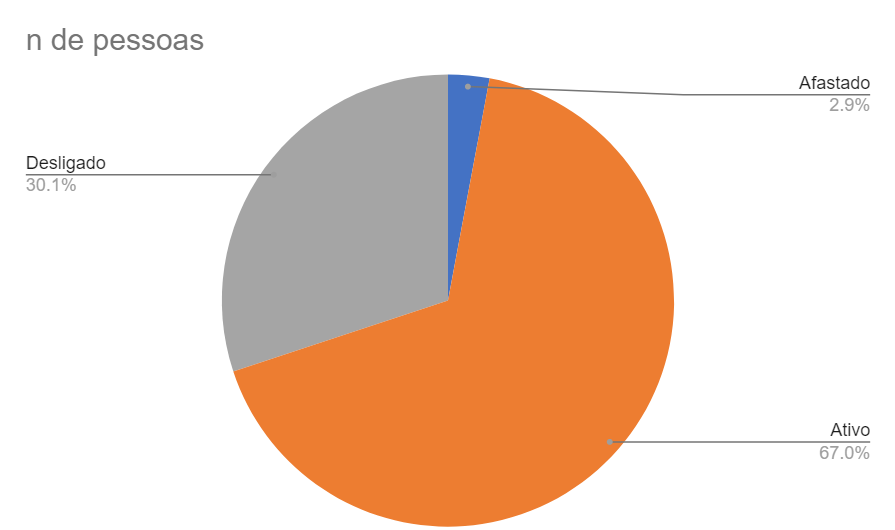 n de pessoas
Afastado
2.9%
Desligado
30.1%
Ativo
67.0%